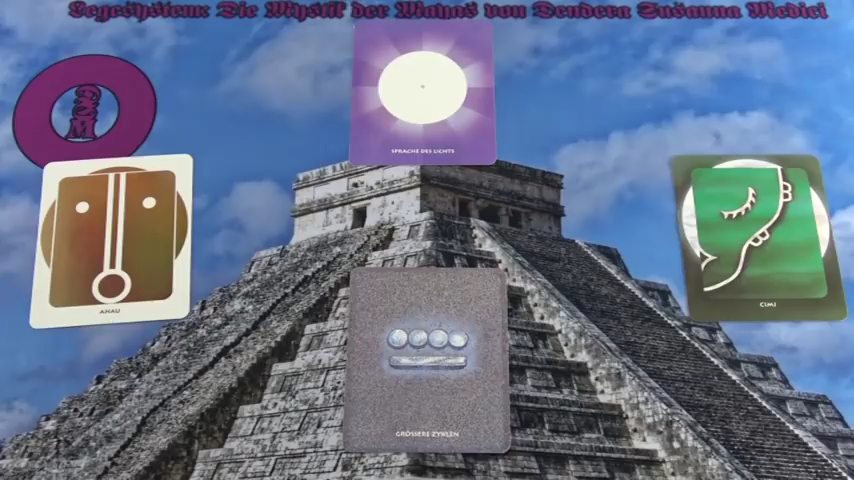 Legesystem: Die Mystik der Mayas von Dendera Susanna Medici
SPRACHE DES LICHTS
AHAU
CIMI
GRÖSSERE ZYKLEN